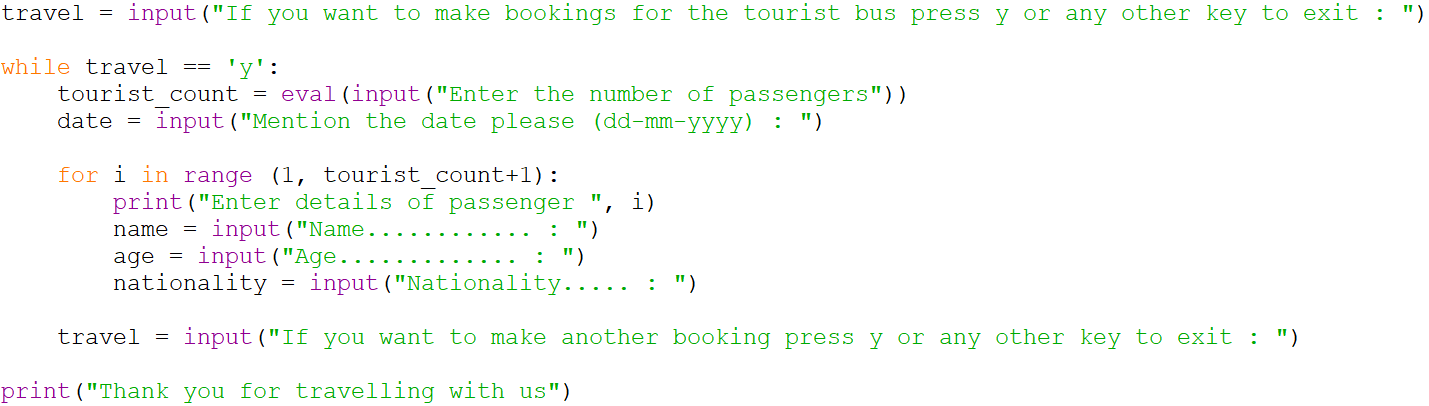 travel = input("If you want to make bookings for the tourist bus press y or any other key to exit : ")
while travel == 'y':
    tourist_count = eval(input("Enter the number of passengers"))
    date = input("Mention the date please (dd-mm-yyyy) : ")
    for i in range (1, tourist_count+1):
        print("Enter details of passenger ", i)
        name = input("Name............ : ")
        age = input("Age............. : ")
        nationality = input("Nationality..... : ")
    travel = input("If you want to make another booking press y or any other key to exit : ")
print("Thank you for travelling with us")